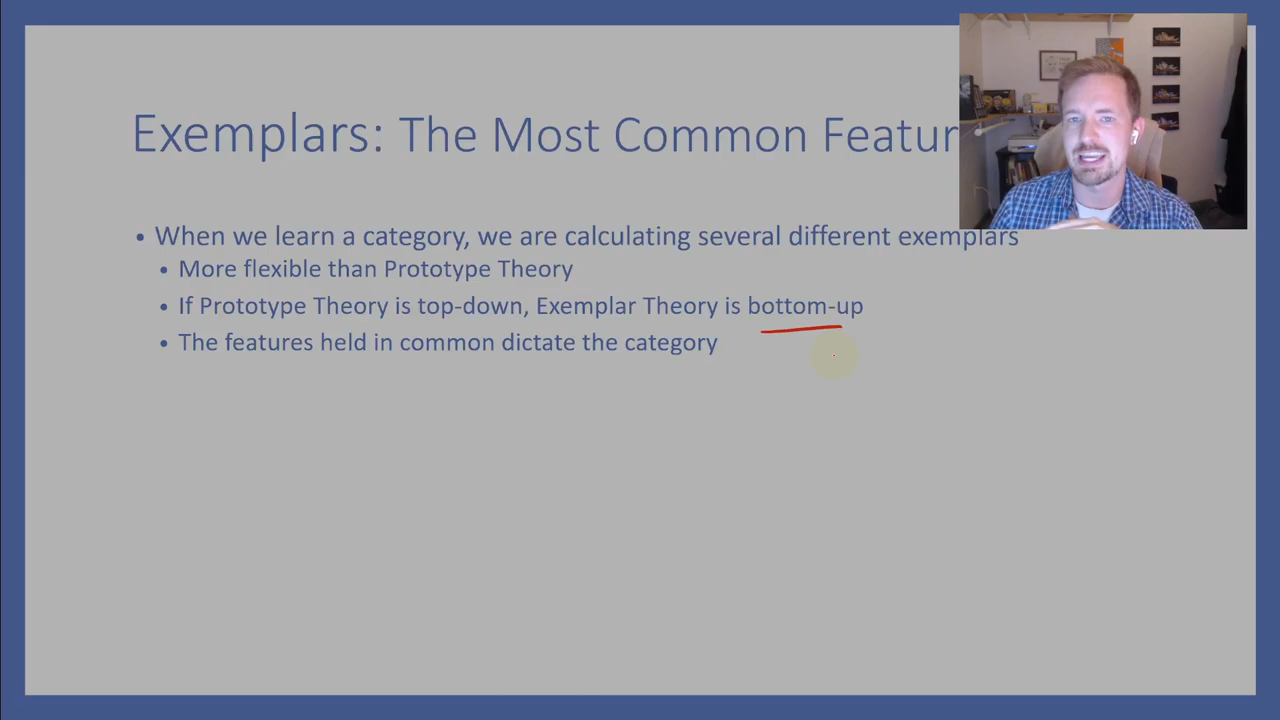 Exemplars: The Most Common Featur
• When we learn a category, we are calculating several different exemplars
• More flexible than Prototype Theory
• If Prototype Theory is top-down, Exemplar Theory is bottom-up
• The features held in common dictate the category